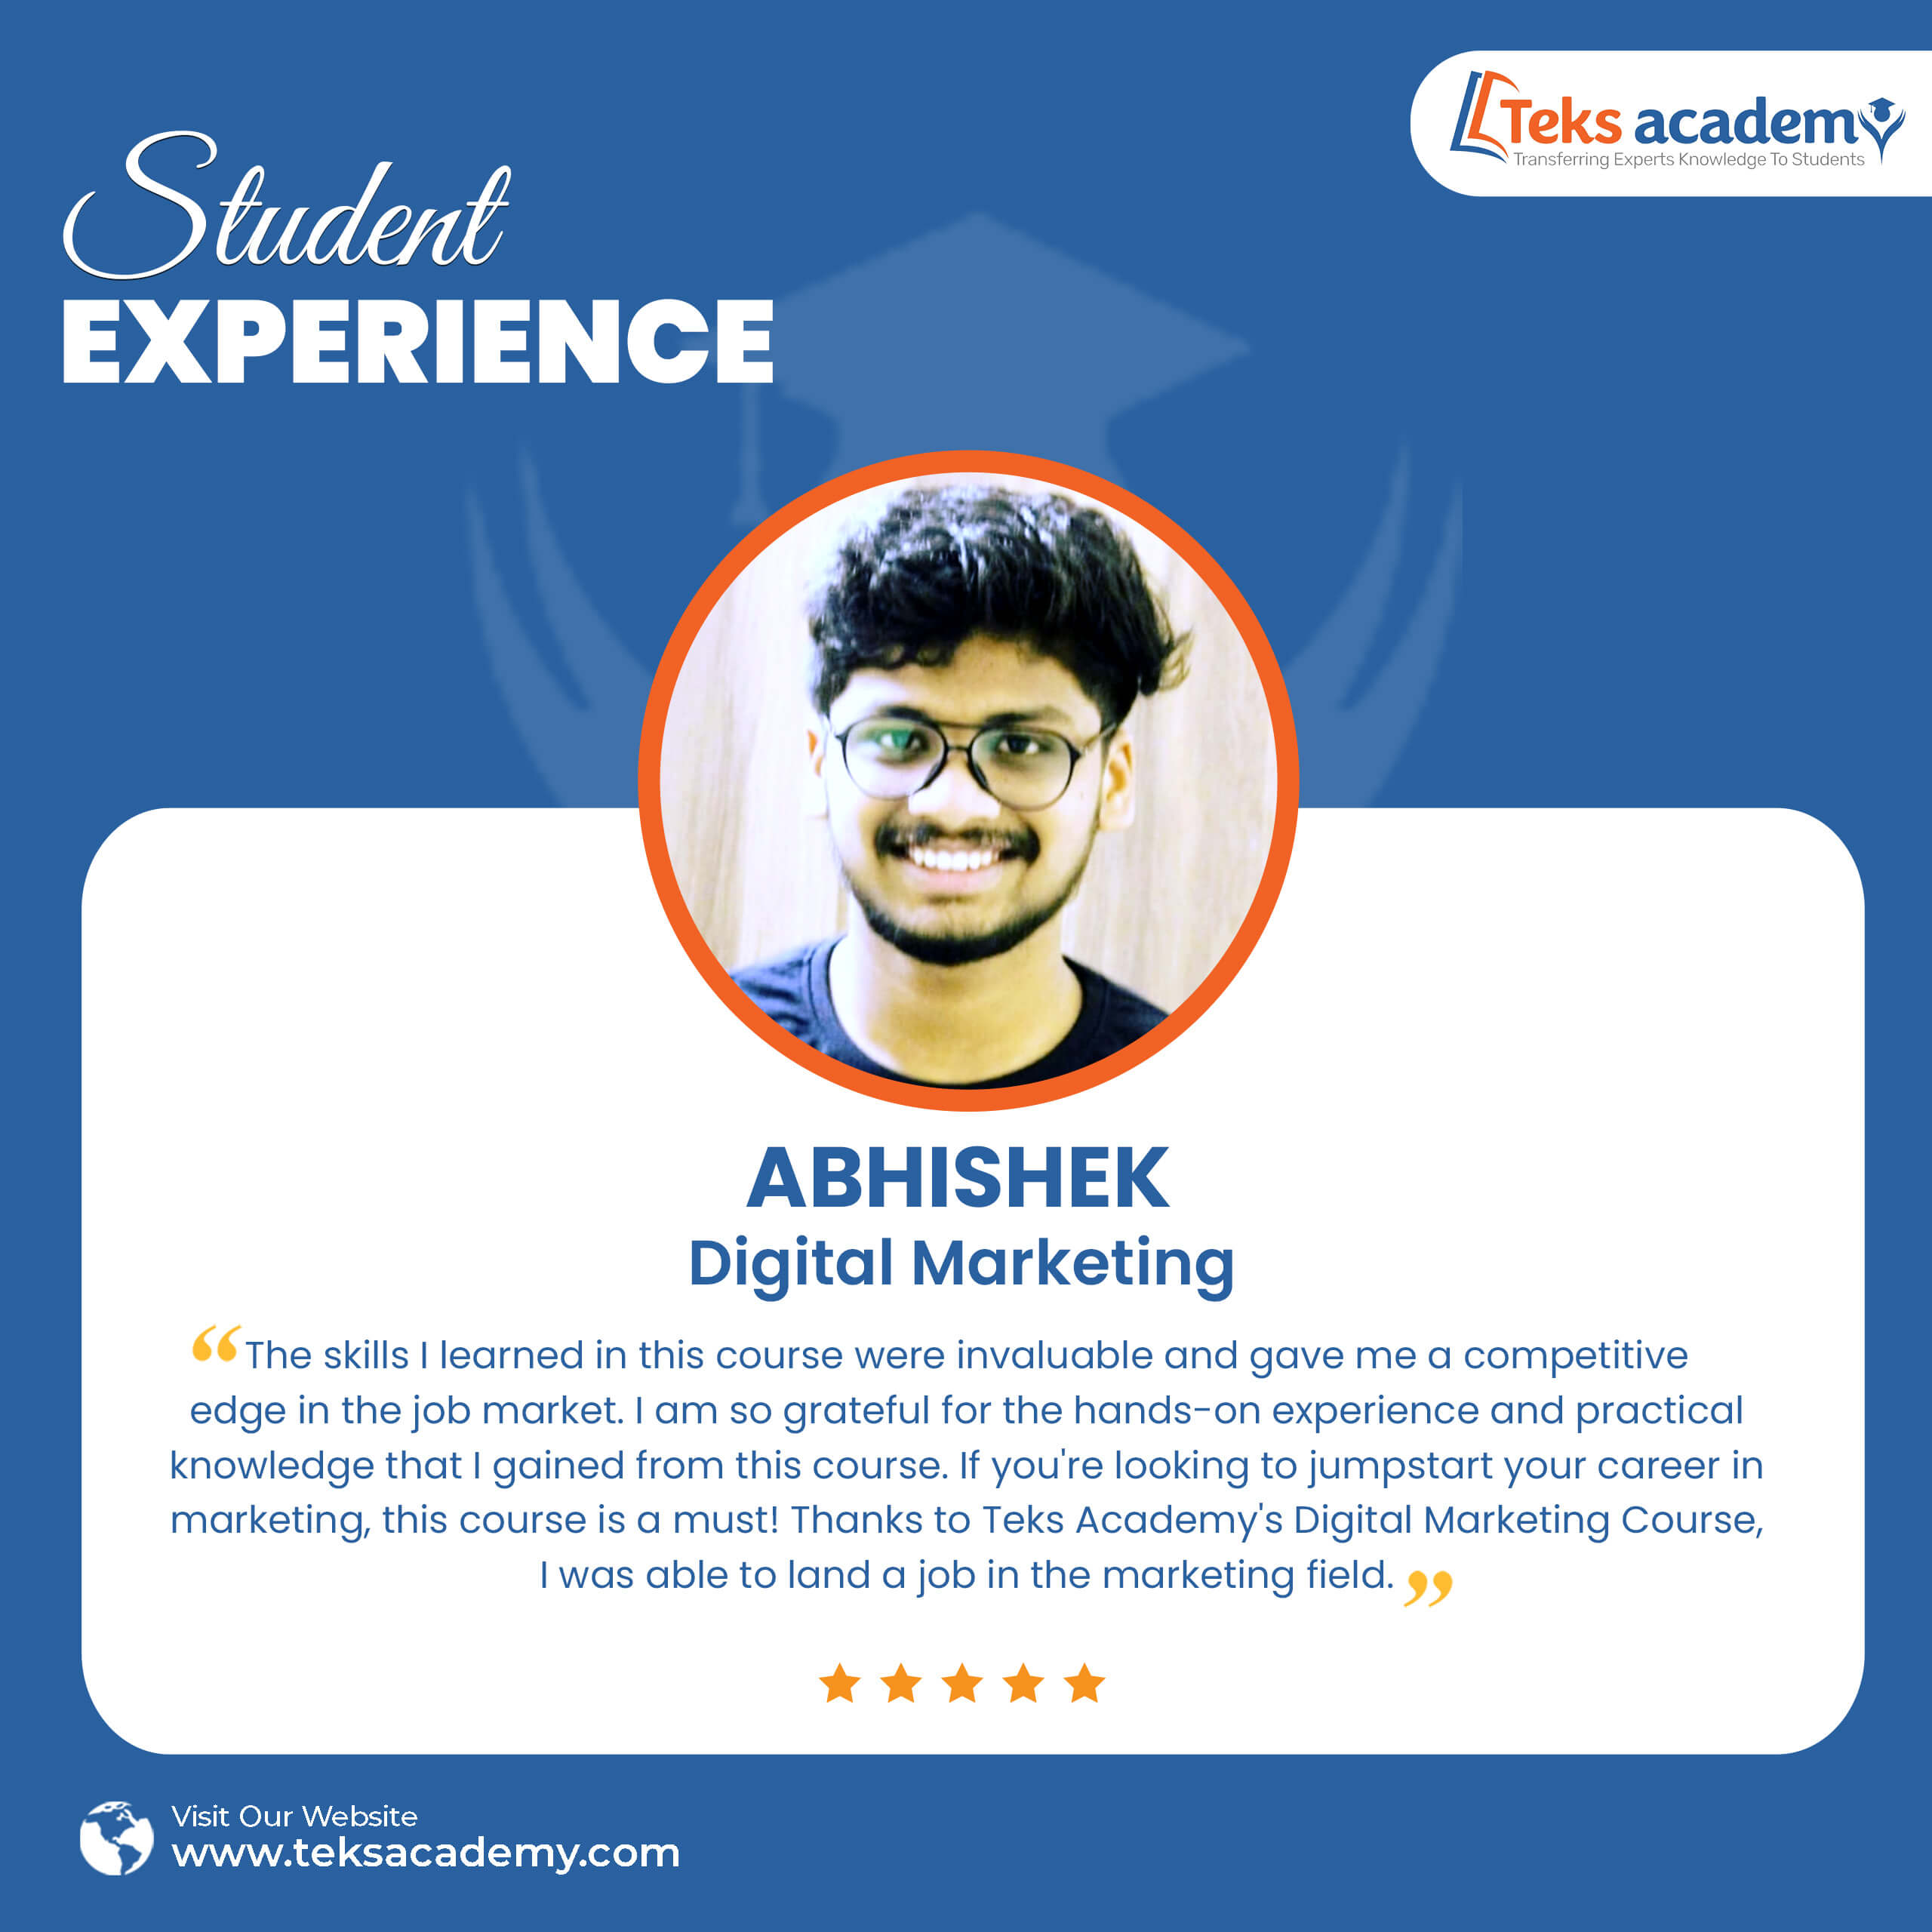 Teks academy
Transferring Experts Knowledge To Students
Student
EXPERIENCE
ABHISHEK
Digital Marketing
“The skills I learned in this course were invaluable and gave me a competitive
edge in the job market. I am so grateful for the hands-on experience and practical
knowledge that I gained from this course. If you're looking to jumpstart your career in
marketing, this course is a must! Thanks to Teks Academy's Digital Marketing Course,
I was able to land a job in the marketing field.”
Visit Our Website
www.teksacademy.com